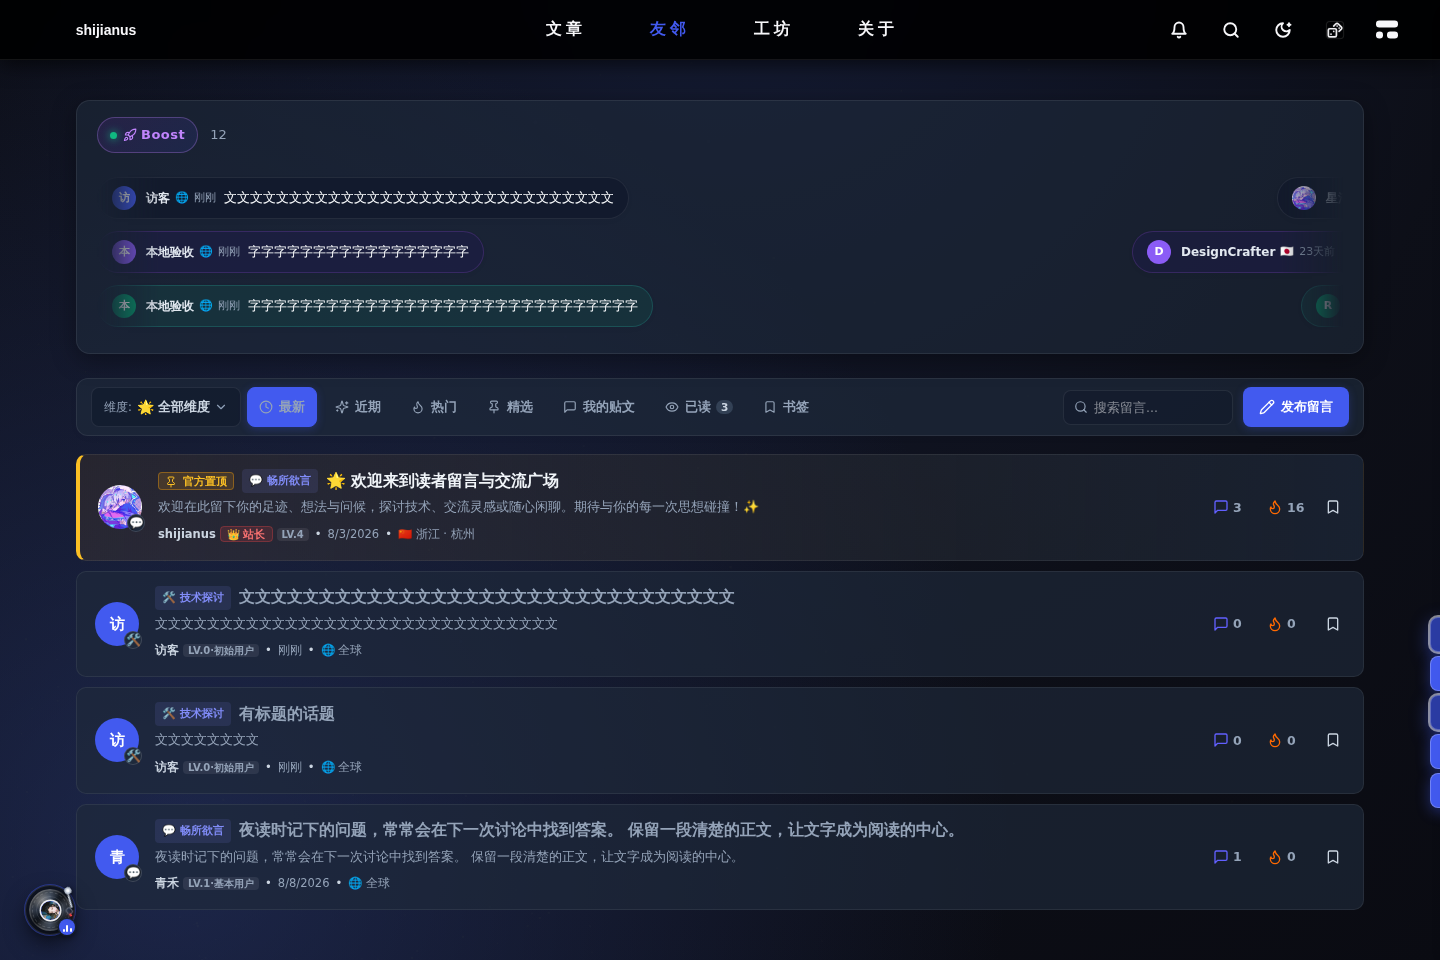 shijianus
文章
友邻
工坊
关于
Boost 12
访 访客 刚刚 文文文文文文文文文文文文文文文文文文文文文文文文文文文文文文
星
本 本地验收 刚刚 字字字字字字字字字字字字字字字字字
D DesignCrafter 23天前
本 本地验收 刚刚 字字字字字字字字字字字字字字字字字字字字字字字字字字字字字字
R
维度: 全部维度
最新
近期
热门
精选
我的贴文
已读 3
书签
搜索留言...
发布留言
官方置顶 畅所欲言 欢迎来到读者留言与交流广场
欢迎在此留下你的足迹、想法与问候，探讨技术、交流灵感或随心闲聊。期待与你的每一次思想碰撞！
shijianus 站长 LV.4 • 8/3/2026 • 浙江 · 杭州
3 16
技术探讨 文文文文文文文文文文文文文文文文文文文文文文文文文文文文文文文
文文文文文文文文文文文文文文文文文文文文文文文文文文文文文文文
访 访客 LV.0·初始用户 • 刚刚 • 全球
0 0
技术探讨 有标题的话题
文文文文文文文文
访 访客 LV.0·初始用户 • 刚刚 • 全球
0 0
畅所欲言 夜读时记下的问题，常常会在下一次讨论中找到答案。 保留一段清楚的正文，让文字成为阅读的中心。
夜读时记下的问题，常常会在下一次讨论中找到答案。 保留一段清楚的正文，让文字成为阅读的中心。
青 青禾 LV.1·基本用户 • 8/8/2026 • 全球
1 0